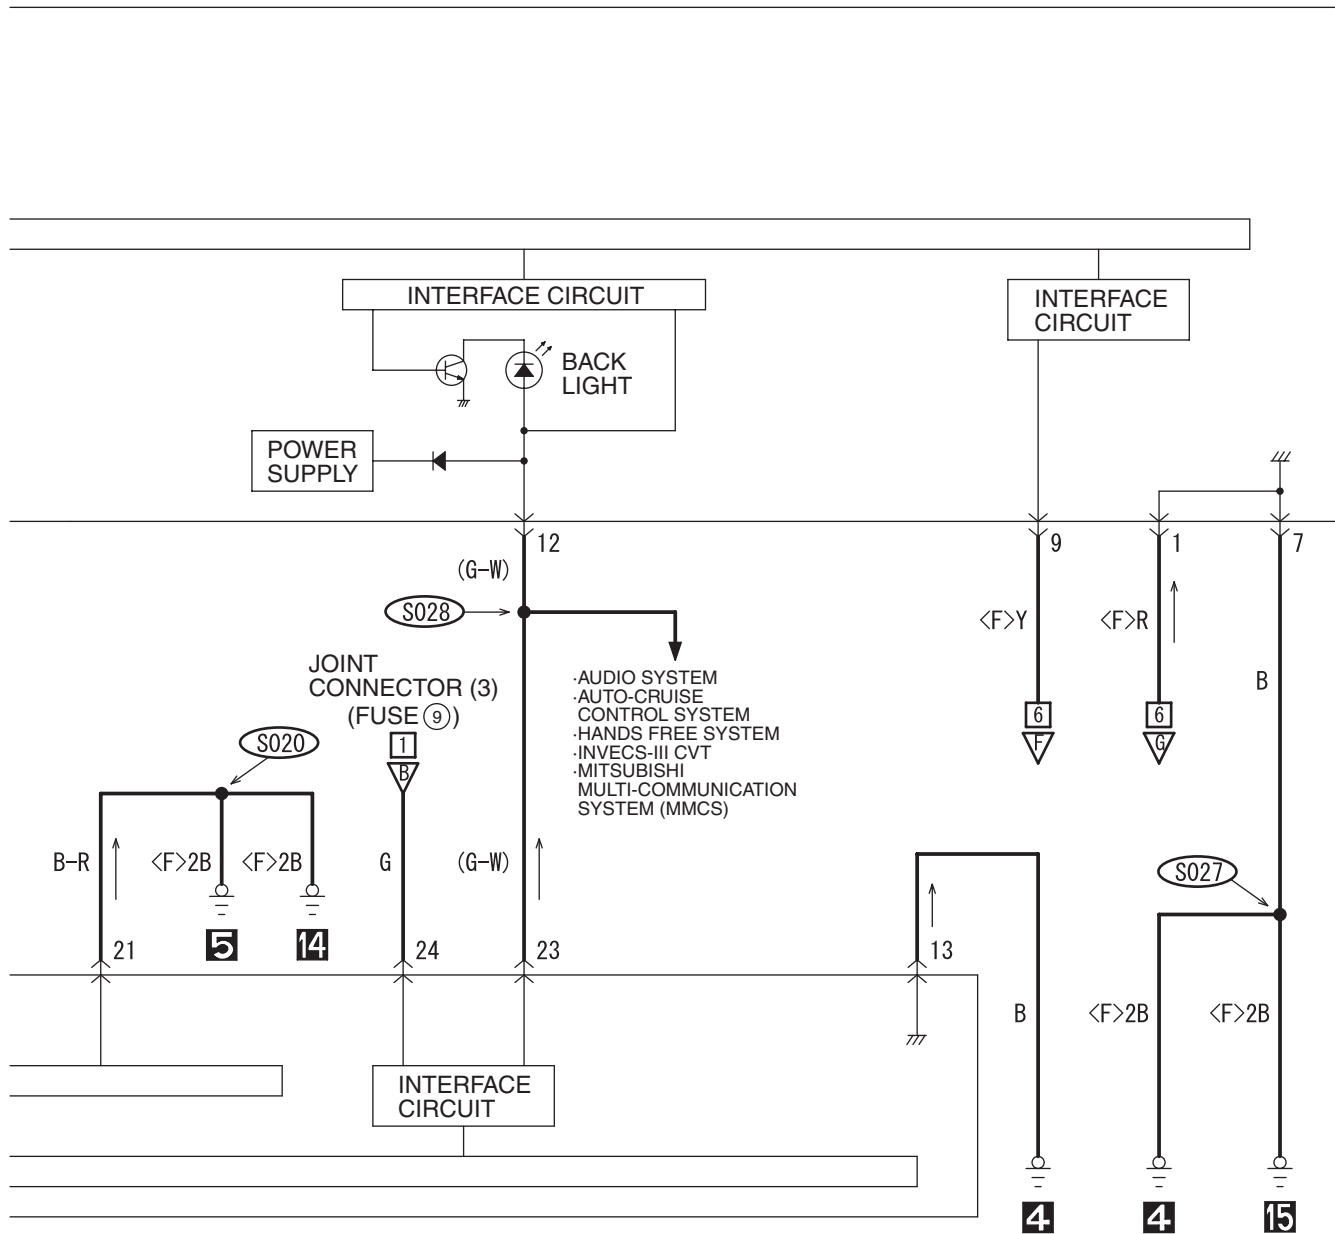 INTERFACE CIRCUIT
INTERFACE
CIRCUIT
BACK
LIGHT
POWER
SUPPLY
12
9
1
7
(G-W)
S028
<F>Y
<F>R
B
JOINT
CONNECTOR (3)
(FUSE 9)
·AUDIO SYSTEM
·AUTO-CRUISE
CONTROL SYSTEM
·HANDS FREE SYSTEM
·INVECS-III CVT
·MITSUBISHI
MULTI-COMMUNICATION
SYSTEM (MMCS)
6
F
6
G
S020
1
B
B-R
<F>2B
<F>2B
G
(G-W)
S027
5
14
21
24
23
13
B
<F>2B
<F>2B
INTERFACE
CIRCUIT
4
4
15